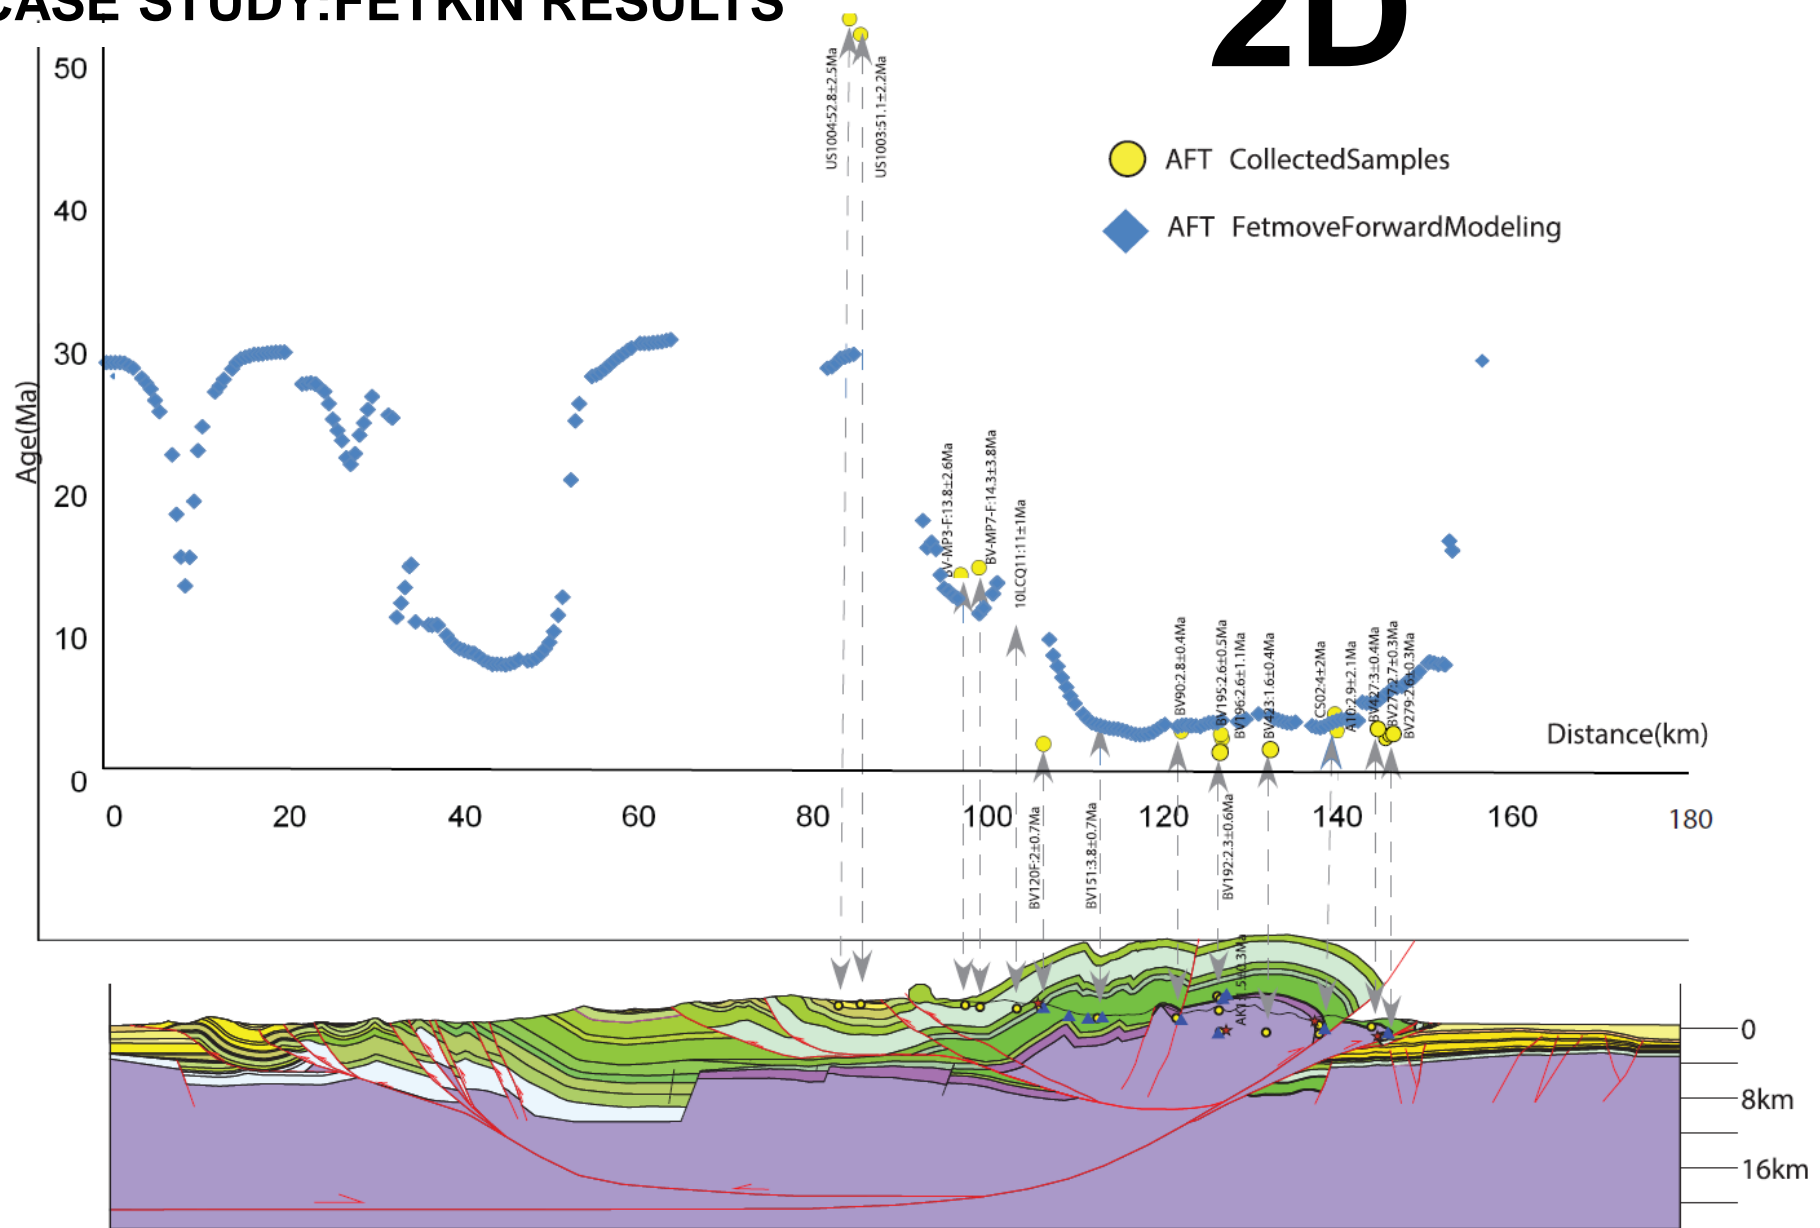 CASE STUDY:FETKIN RESULTS
2D
50
40
30
20
10
0
Age(Ma)
AFT CollectedSamples
AFT FetmoveForwardModeling
US1004:52.8±2.5Ma
US1003:51.1±2.2Ma
BV-MP3-F:13.8±2.6Ma
BV-MP7-F:14.3±3.8Ma
10LCQ11:11±1Ma
BV90:2.8±0.4Ma
BV195:2.6±0.5Ma
BV196:2.6±1.1Ma
BV423:1.6±0.4Ma
CS02:4±2Ma
A10:2.9±2.1Ma
BV427:3±0.4Ma
BV277:2.7±0.3Ma
BV279:2.6±0.3Ma
Distance(km)
0 20 40 60 80 100 120 140 160 180
BV120F:2±0.7Ma
BV151:3.8±0.7Ma
BV192:2.3±0.6Ma
0
8km
16km